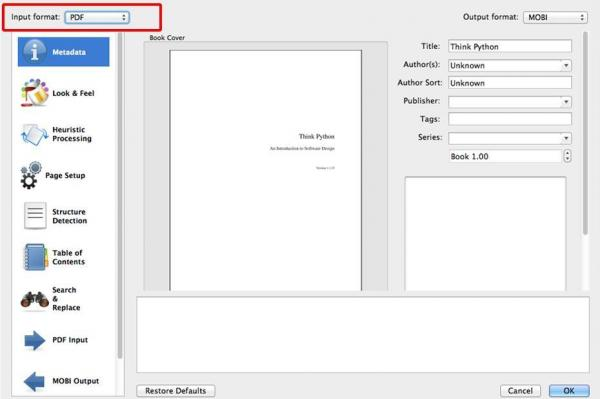 Input format: PDF
Output format: MOBI
Metadata
Look & Feel
Heuristic
Processing
Page Setup
Structure
Detection
Table of
Contents
Search
&
Replace
PDF Input
MOBI Output
Book Cover
Think Python
An Introduction to Software Design
Title: Think Python
Author(s): Unknown
Author Sort: Unknown
Publisher:
Tags:
Series:
Book 1.00
Restore Defaults
Cancel
OK